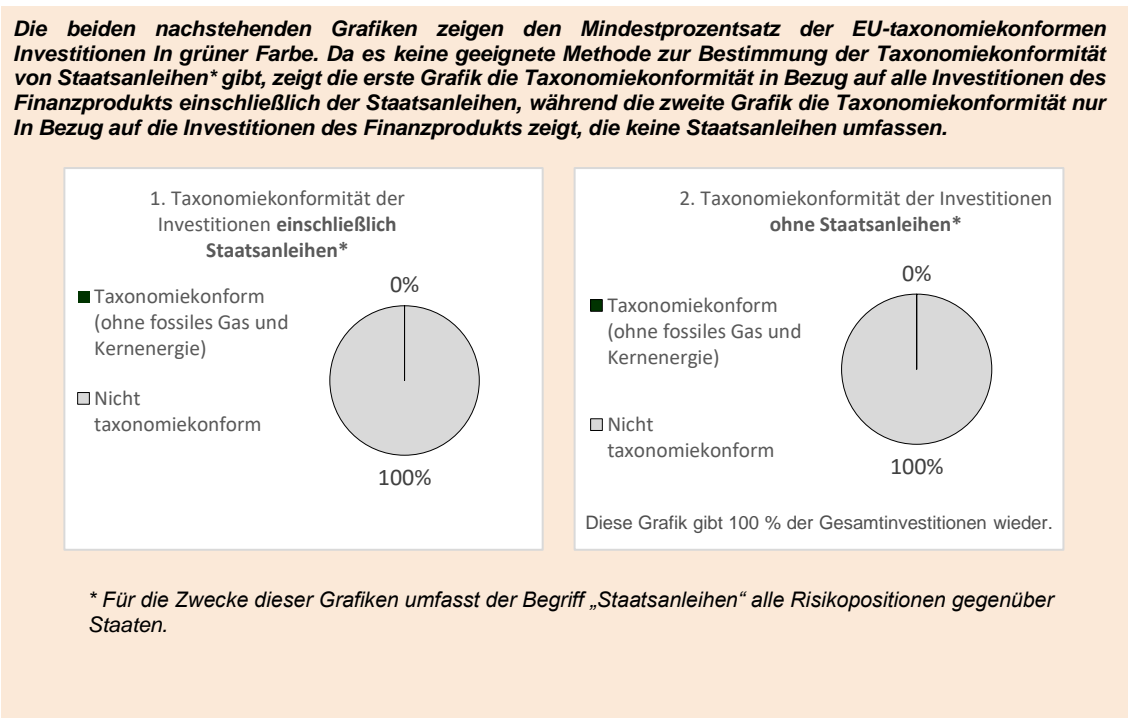 Die beiden nachstehenden Grafiken zeigen den Mindestprozentsatz der EU-taxonomiekonformen
Investitionen In grüner Farbe. Da es keine geeignete Methode zur Bestimmung der Taxonomiekonformität
von Staatsanleihen* gibt, zeigt die erste Grafik die Taxonomiekonformität in Bezug auf alle Investitionen des
Finanzprodukts einschließlich der Staatsanleihen, während die zweite Grafik die Taxonomiekonformität nur
In Bezug auf die Investitionen des Finanzprodukts zeigt, die keine Staatsanleihen umfassen.
1. Taxonomiekonformität der
Investitionen einschließlich
Staatsanleihen*
Taxonomiekonform
(ohne fossiles Gas und
Kernenergie)
Nicht
taxonomiekonform
0%
100%
2. Taxonomiekonformität der Investitionen
ohne Staatsanleihen*
Taxonomiekonform
(ohne fossiles Gas und
Kernenergie)
Nicht
taxonomiekonform
0%
100%
Diese Grafik gibt 100 % der Gesamtinvestitionen wieder.
* Für die Zwecke dieser Grafiken umfasst der Begriff „Staatsanleihen“ alle Risikopositionen gegenüber
Staaten.